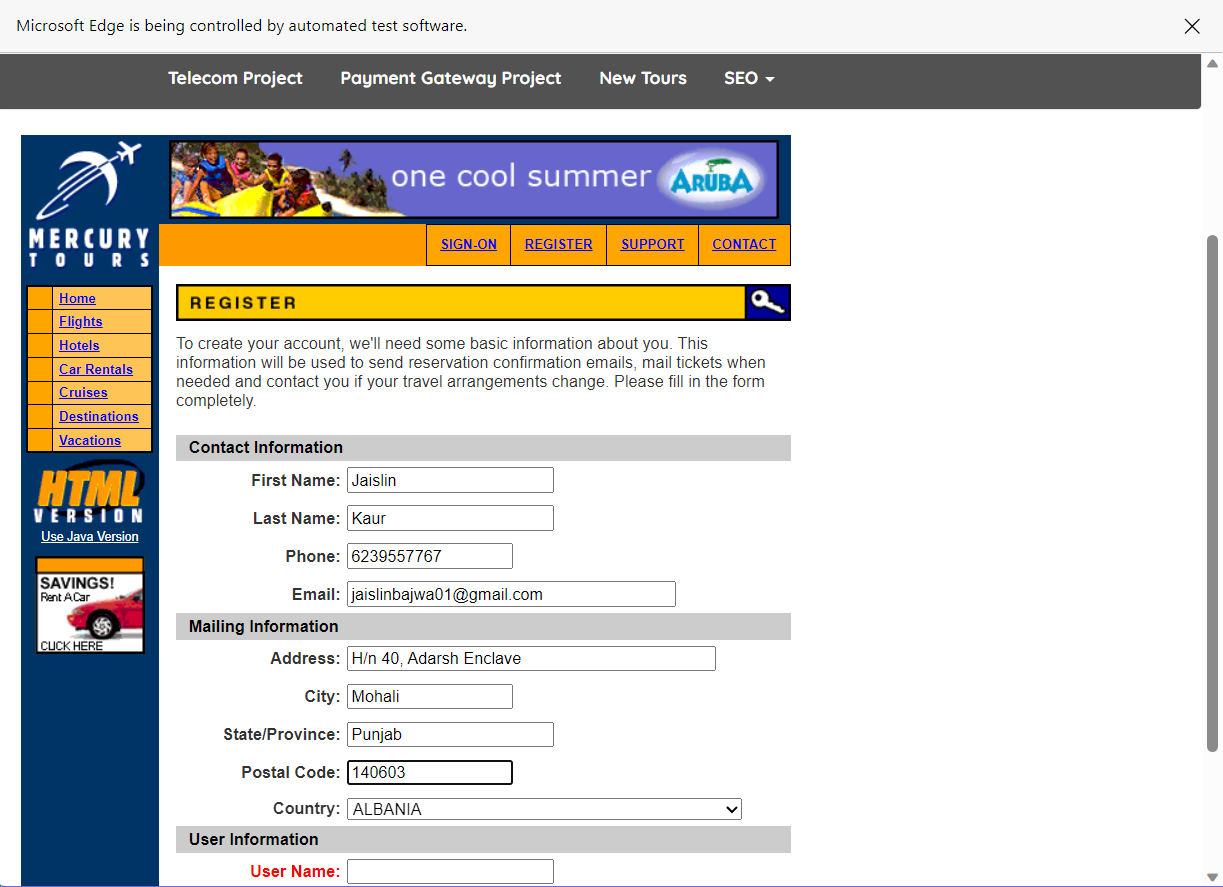 Microsoft Edge is being controlled by automated test software.
Telecom Project Payment Gateway Project New Tours SEO
one cool summer ARUBA
MERCURY
TOURS
SIGN-ON REGISTER SUPPORT CONTACT
Home
Flights
Hotels
Car Rentals
Cruises
Destinations
Vacations
HTML
VERSION
Use Java Version
SAVINGS!
Rent A Car
CLICK HERE
REGISTER
To create your account, we'll need some basic information about you. This
information will be used to send reservation confirmation emails, mail tickets when
needed and contact you if your travel arrangements change. Please fill in the form
completely.
Contact Information
First Name: Jaislin
Last Name: Kaur
Phone: 6239557767
Email: jaislinbajwa01@gmail.com
Mailing Information
Address: H/n 40, Adarsh Enclave
City: Mohali
State/Province: Punjab
Postal Code: 140603
Country: ALBANIA
User Information
User Name: